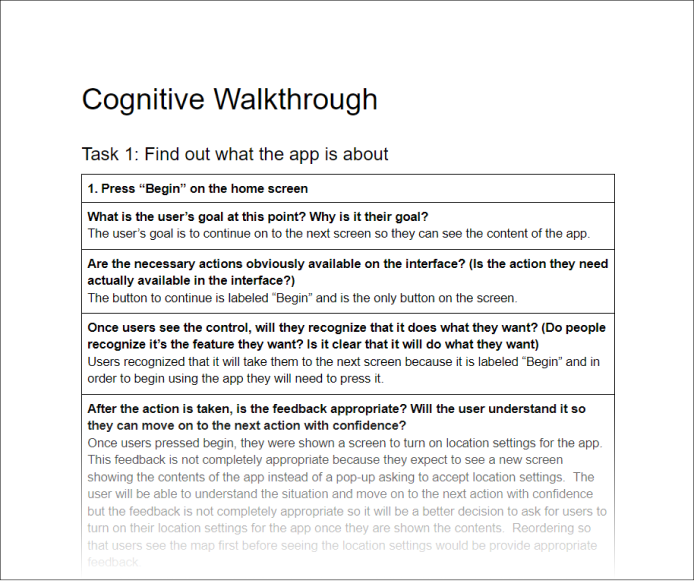 Cognitive Walkthrough
Task 1: Find out what the app is about
1. Press “Begin” on the home screen
What is the user’s goal at this point? Why is it their goal?
The user’s goal is to continue on to the next screen so they can see the content of the app.
Are the necessary actions obviously available on the interface? (Is the action they need
actually available in the interface?)
The button to continue is labeled “Begin” and is the only button on the screen.
Once users see the control, will they recognize that it does what they want? (Do people
recognize it’s the feature they want? Is it clear that it will do what they want)
Users recognized that it will take them to the next screen because it is labeled “Begin” and in
order to begin using the app they will need to press it.
After the action is taken, is the feedback appropriate? Will the user understand it so
they can move on to the next action with confidence?
Once users pressed begin, they were shown a screen to turn on location settings for the app.
This feedback is not completely appropriate because they expect to see a new screen
showing the contents of the app instead of a pop-up asking to accept location settings. The
user will be able to understand the situation and move on to the next action with confidence
but the feedback is not completely appropriate so it will be a better decision to ask for users to
turn on their location settings for the app once they are shown the contents. Reordering so
that users see the map first before seeing the location settings would be provide appropriate
feedback.